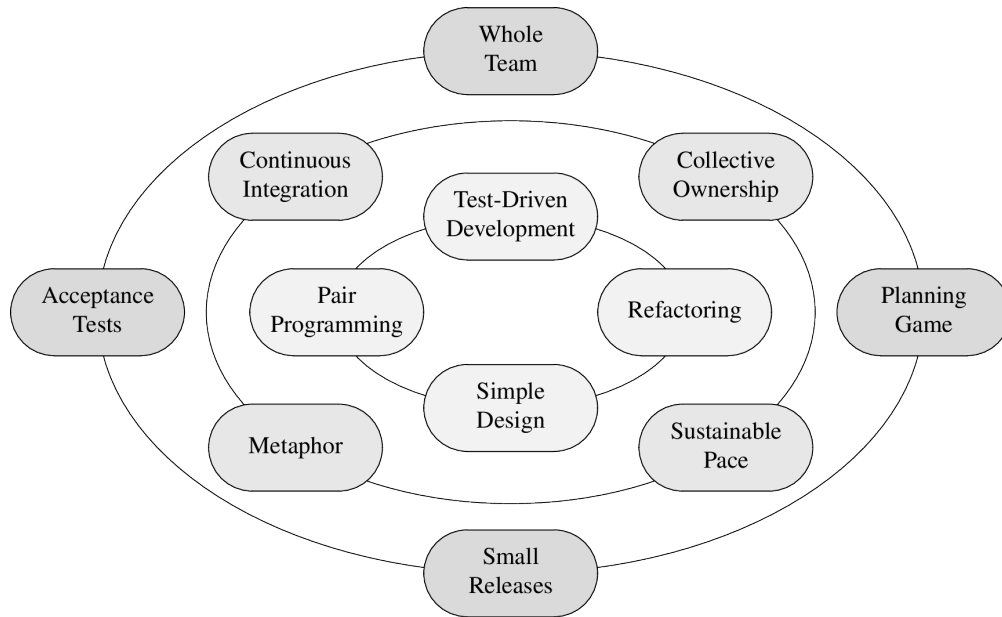 Whole
Team
Continuous
Integration
Collective
Ownership
Test-Driven
Development
Acceptance
Tests
Pair
Programming
Refactoring
Planning
Game
Simple
Design
Metaphor
Sustainable
Pace
Small
Releases